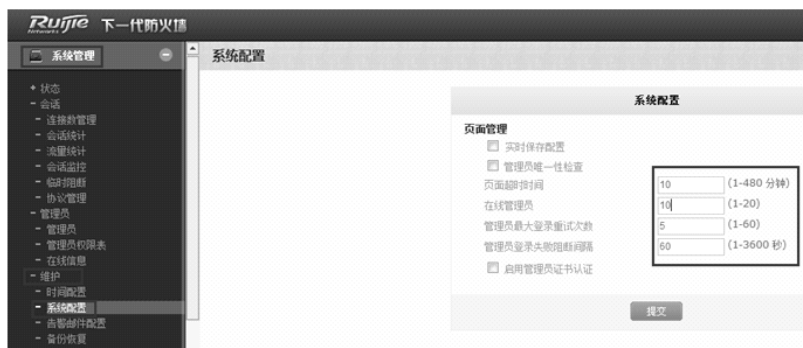 Ruijie Networks 下一代防火墙
系统管理
系统配置
状态
会话
连接数管理
会话统计
流量统计
会话监控
临时阻断
协议管理
管理员
管理员
管理员权限表
在线信息
维护
时间配置
系统配置
告警邮件配置
备份恢复
系统配置
页面管理
实时保存配置
管理员唯一性检查
页面超时时间 10 (1-480 分钟)
在线管理员 10 (1-20)
管理员最大登录重试次数 5 (1-60)
管理员登录失败阻断间隔 60 (1-3600 秒)
启用管理员证书认证
提交